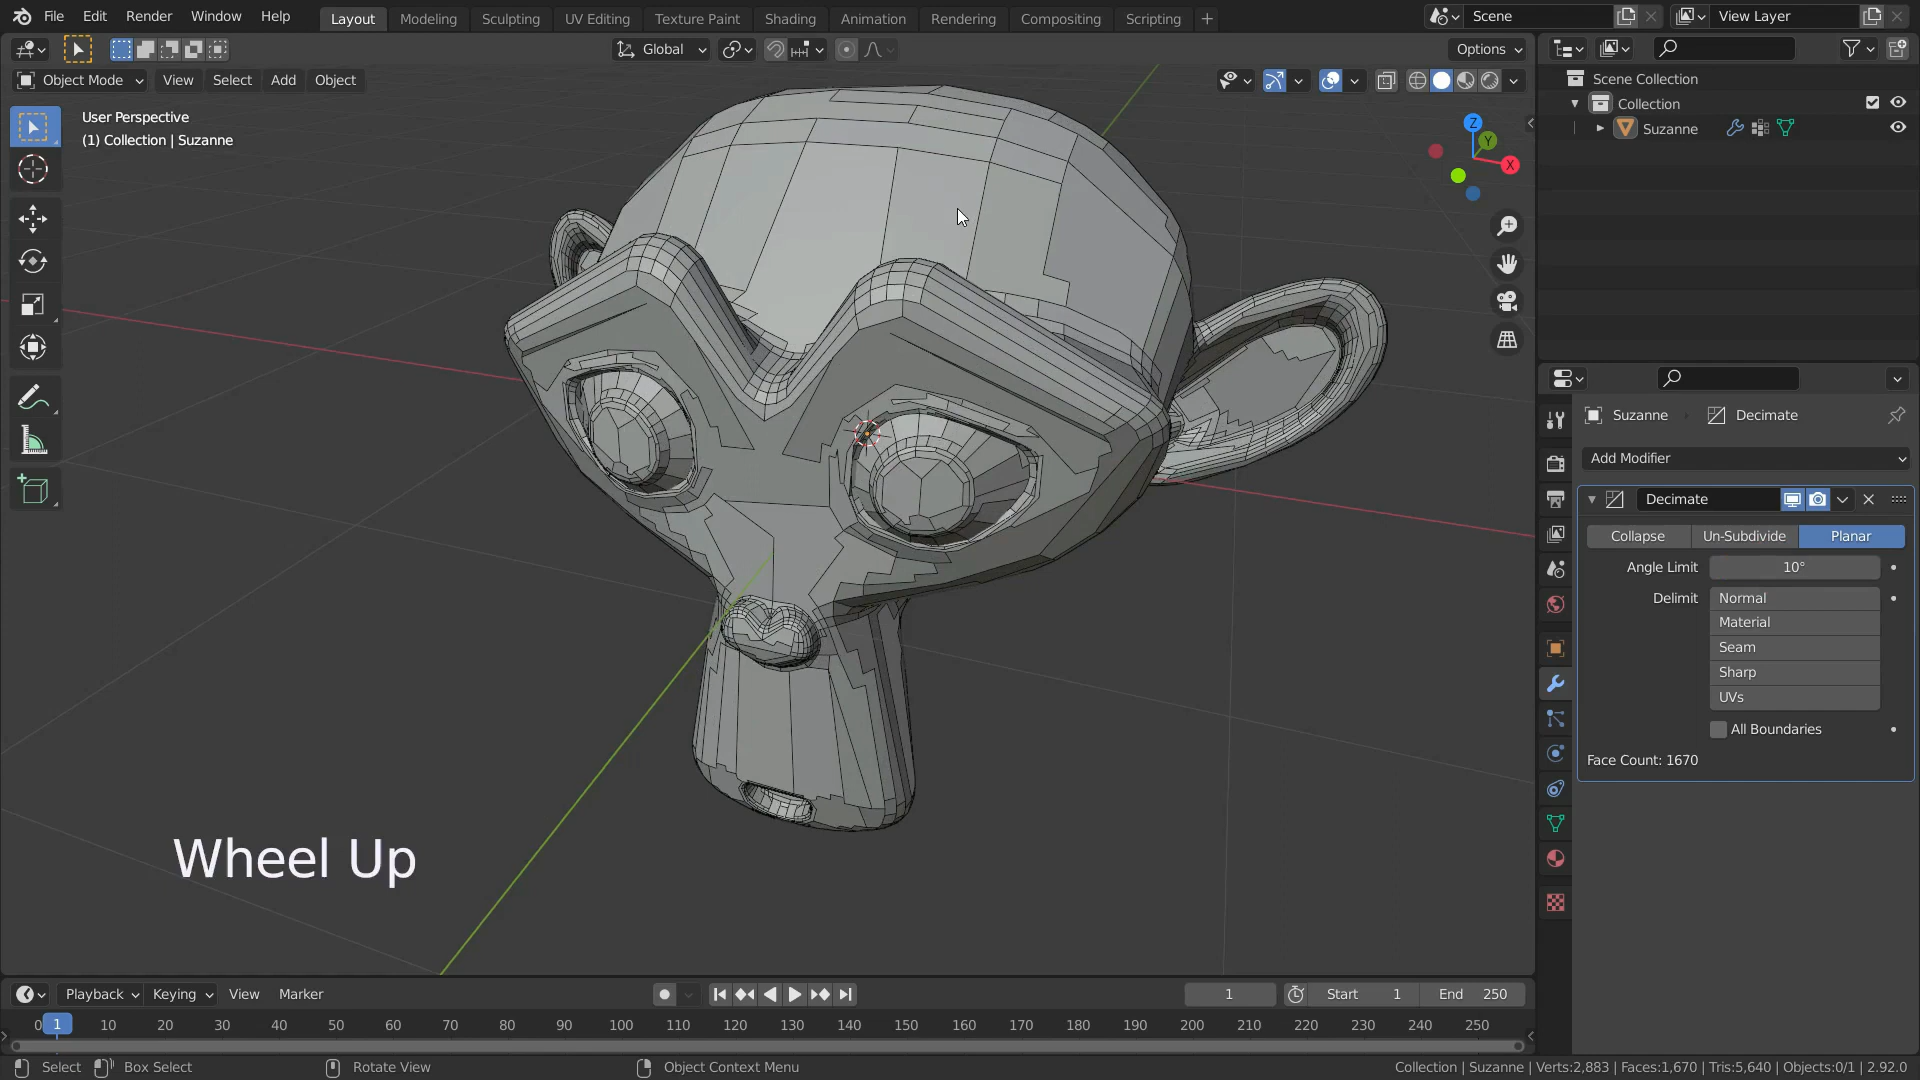 File Edit Render Window Help Layout Modeling Sculpting UV Editing Texture Paint Shading Animation Rendering Compositing Scripting + Scene View Layer
Global Options
Object Mode View Select Add Object
User Perspective
(1) Collection | Suzanne
Z
Y
X
Scene Collection
Collection
Suzanne
Suzanne Decimate
Add Modifier
Decimate
Collapse Un-Subdivide Planar
Angle Limit 10°
Delimit Normal
Material
Seam
Sharp
UVs
All Boundaries
Face Count: 1670
Wheel Up
Playback Keying View Marker 1 Start 1 End 250
0 1 10 20 30 40 50 60 70 80 90 100 110 120 130 140 150 160 170 180 190 200 210 220 230 240 250
Select Box Select Rotate View Object Context Menu Collection | Suzanne | Verts:2,883 | Faces:1,670 | Tris:5,640 | Objects:0/1 | 2.92.0